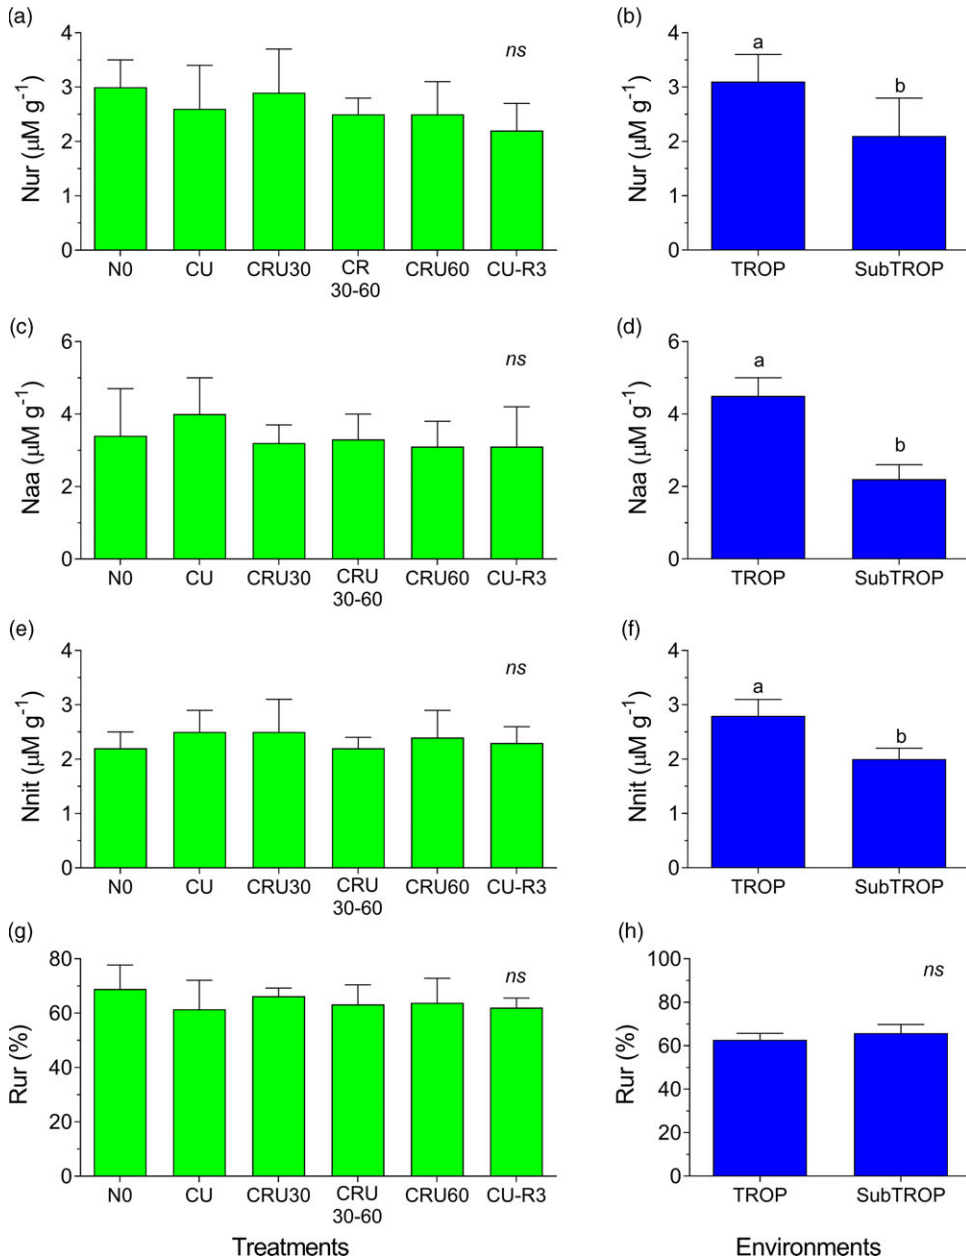 (a)
4
3
2
1
0
Nur (μM g⁻¹)
ns
N0 CU CRU30 CR 30-60 CRU60 CU-R3
(b)
4
3
2
1
0
Nur (μM g⁻¹)
a
b
TROP SubTROP
(c)
6
4
2
0
Naa (μM g⁻¹)
ns
N0 CU CRU30 CRU 30-60 CRU60 CU-R3
(d)
6
4
2
0
Naa (μM g⁻¹)
a
b
TROP SubTROP
(e)
4
3
2
1
0
Nnit (μM g⁻¹)
ns
N0 CU CRU30 CRU 30-60 CRU60 CU-R3
(f)
4
3
2
1
0
Nnit (μM g⁻¹)
a
b
TROP SubTROP
(g)
80
60
40
20
0
Rur (%)
ns
N0 CU CRU30 CRU 30-60 CRU60 CU-R3
Treatments
(h)
100
80
60
40
20
0
Rur (%)
ns
TROP SubTROP
Environments